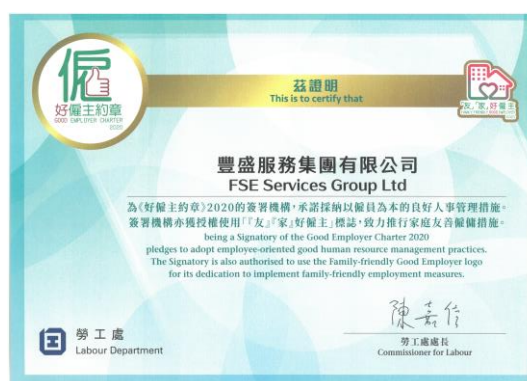 僱
好僱主約章
GOOD EMPLOYER CHARTER
2020
茲證明
This is to certify that
友『家』好僱主
豐盛服務集團有限公司
FSE Services Group Ltd
為《好僱主約章》2020的簽署機構，承諾採納以僱員為本的良好人事管理措施。
簽署機構亦獲授權使用「『友』『家』好僱主」標誌，致力推行家庭友善僱傭措施。
being a Signatory of the Good Employer Charter 2020
pledges to adopt employee-oriented good human resource management practices.
The Signatory is also authorised to use the Family-friendly Good Employer logo
for its dedication to implement family-friendly employment measures.
陳嘉信
勞工處
Labour Department
勞工處處長
Commissioner for Labour